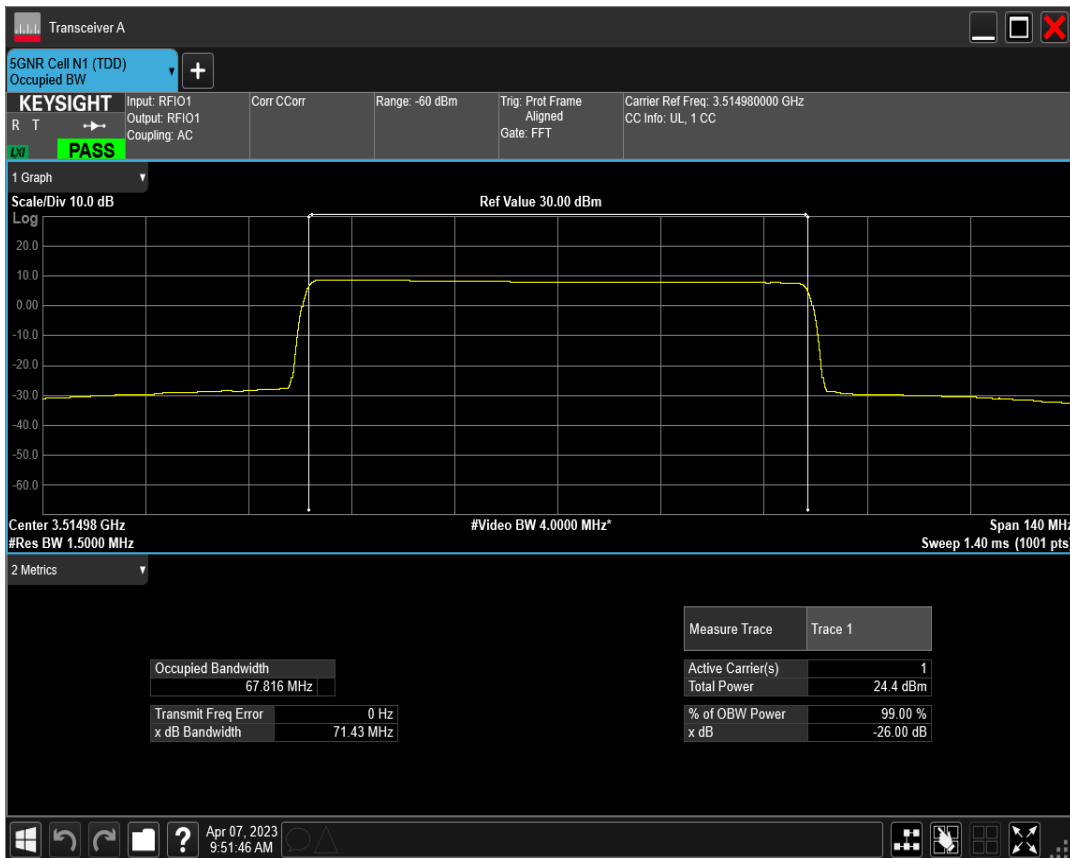 Transceiver A
5GNR Cell N1 (TDD)
Occupied BW
+
KEYSIGHT
R T
LXI
PASS
Input: RFIO1
Output: RFIO1
Coupling: AC
Corr CCorr
Range: -60 dBm
Trig: Prot Frame
Aligned
Gate: FFT
Carrier Ref Freq: 3.514980000 GHz
CC Info: UL, 1 CC
1 Graph
Scale/Div 10.0 dB
Ref Value 30.00 dBm
Log
20.0
10.0
0.00
-10.0
-20.0
-30.0
-40.0
-50.0
-60.0
Center 3.51498 GHz
#Video BW 4.0000 MHz*
Span 140 MHz
#Res BW 1.5000 MHz
Sweep 1.40 ms (1001 pts)
2 Metrics
Measure Trace Trace 1
Occupied Bandwidth
67.816 MHz
Active Carrier(s) 1
Total Power 24.4 dBm
Transmit Freq Error 0 Hz
x dB Bandwidth 71.43 MHz
% of OBW Power 99.00 %
x dB -26.00 dB
?
Apr 07, 2023
9:51:46 AM